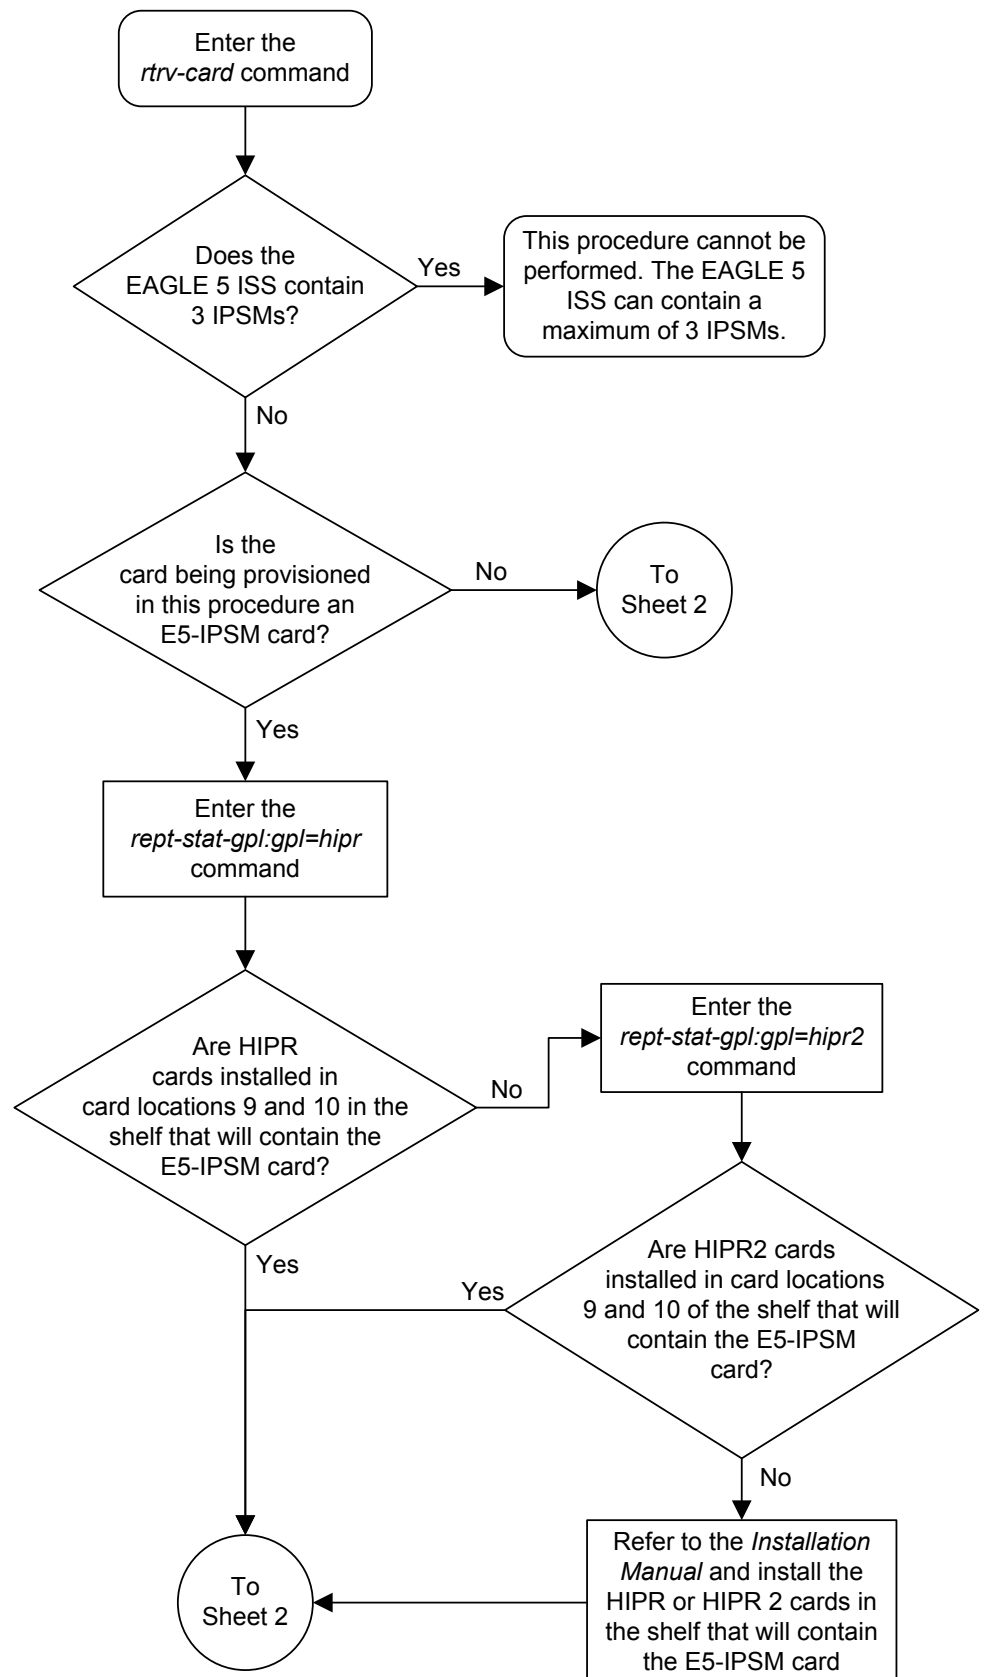 Enter the
rtrv-card command
Does the
EAGLE 5 ISS contain
3 IPSMs?
Yes
This procedure cannot be
performed. The EAGLE 5
ISS can contain a
maximum of 3 IPSMs.
No
Is the
card being provisioned
in this procedure an
E5-IPSM card?
No
To
Sheet 2
Yes
Enter the
rept-stat-gpl:gpl=hipr
command
Are HIPR
cards installed in
card locations 9 and 10 in the
shelf that will contain the
E5-IPSM card?
No
Enter the
rept-stat-gpl:gpl=hipr2
command
Yes
Are HIPR2 cards
installed in card locations
9 and 10 of the shelf that will
contain the E5-IPSM
card?
Yes
No
Refer to the Installation
Manual and install the
HIPR or HIPR 2 cards in
the shelf that will contain
the E5-IPSM card
To
Sheet 2